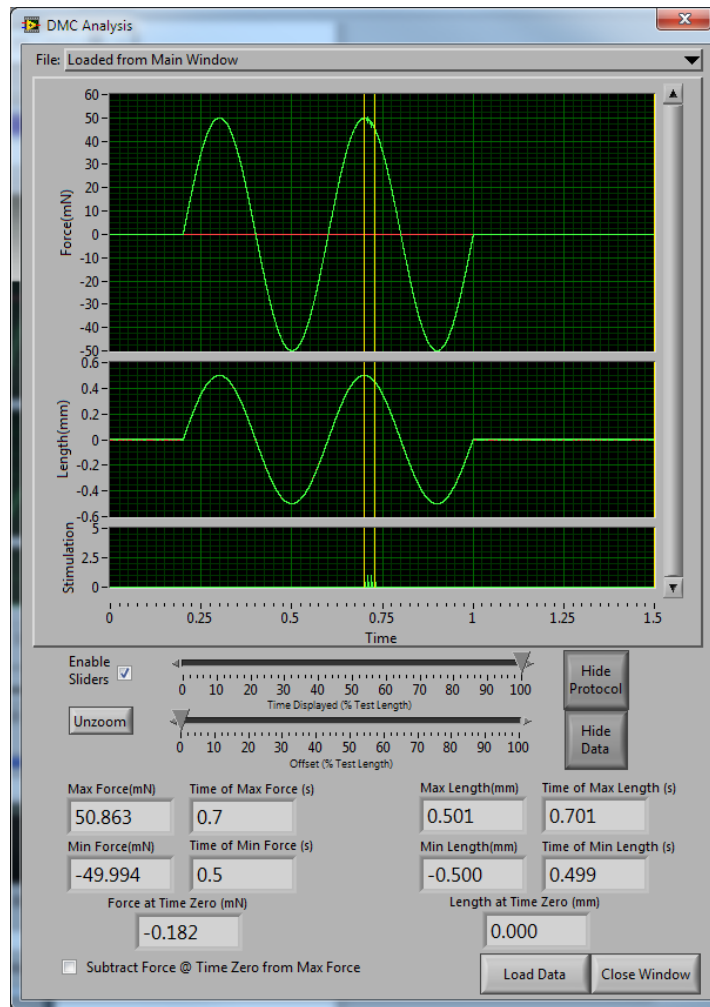 DMC Analysis
File: Loaded from Main Window
60
50
40
30
20
10
0
-10
-20
-30
-40
-50
Force(mN)
0.6
0.4
0.2
0
-0.2
-0.4
-0.6
Length(mm)
5
2.5
0
Stimulation
0 0.25 0.5 0.75 1 1.25 1.5
Time
Enable
Sliders
0 10 20 30 40 50 60 70 80 90 100
Time Displayed (% Test Length)
Hide
Protocol
Unzoom
0 10 20 30 40 50 60 70 80 90 100
Offset (% Test Length)
Hide
Data
Max Force(mN) Time of Max Force (s) Max Length(mm) Time of Max Length (s)
50.863 0.7 0.501 0.701
Min Force(mN) Time of Min Force (s) Min Length(mm) Time of Min Length (s)
-49.994 0.5 -0.500 0.499
Force at Time Zero (mN) Length at Time Zero (mm)
-0.182 0.000
Subtract Force @ Time Zero from Max Force Load Data Close Window